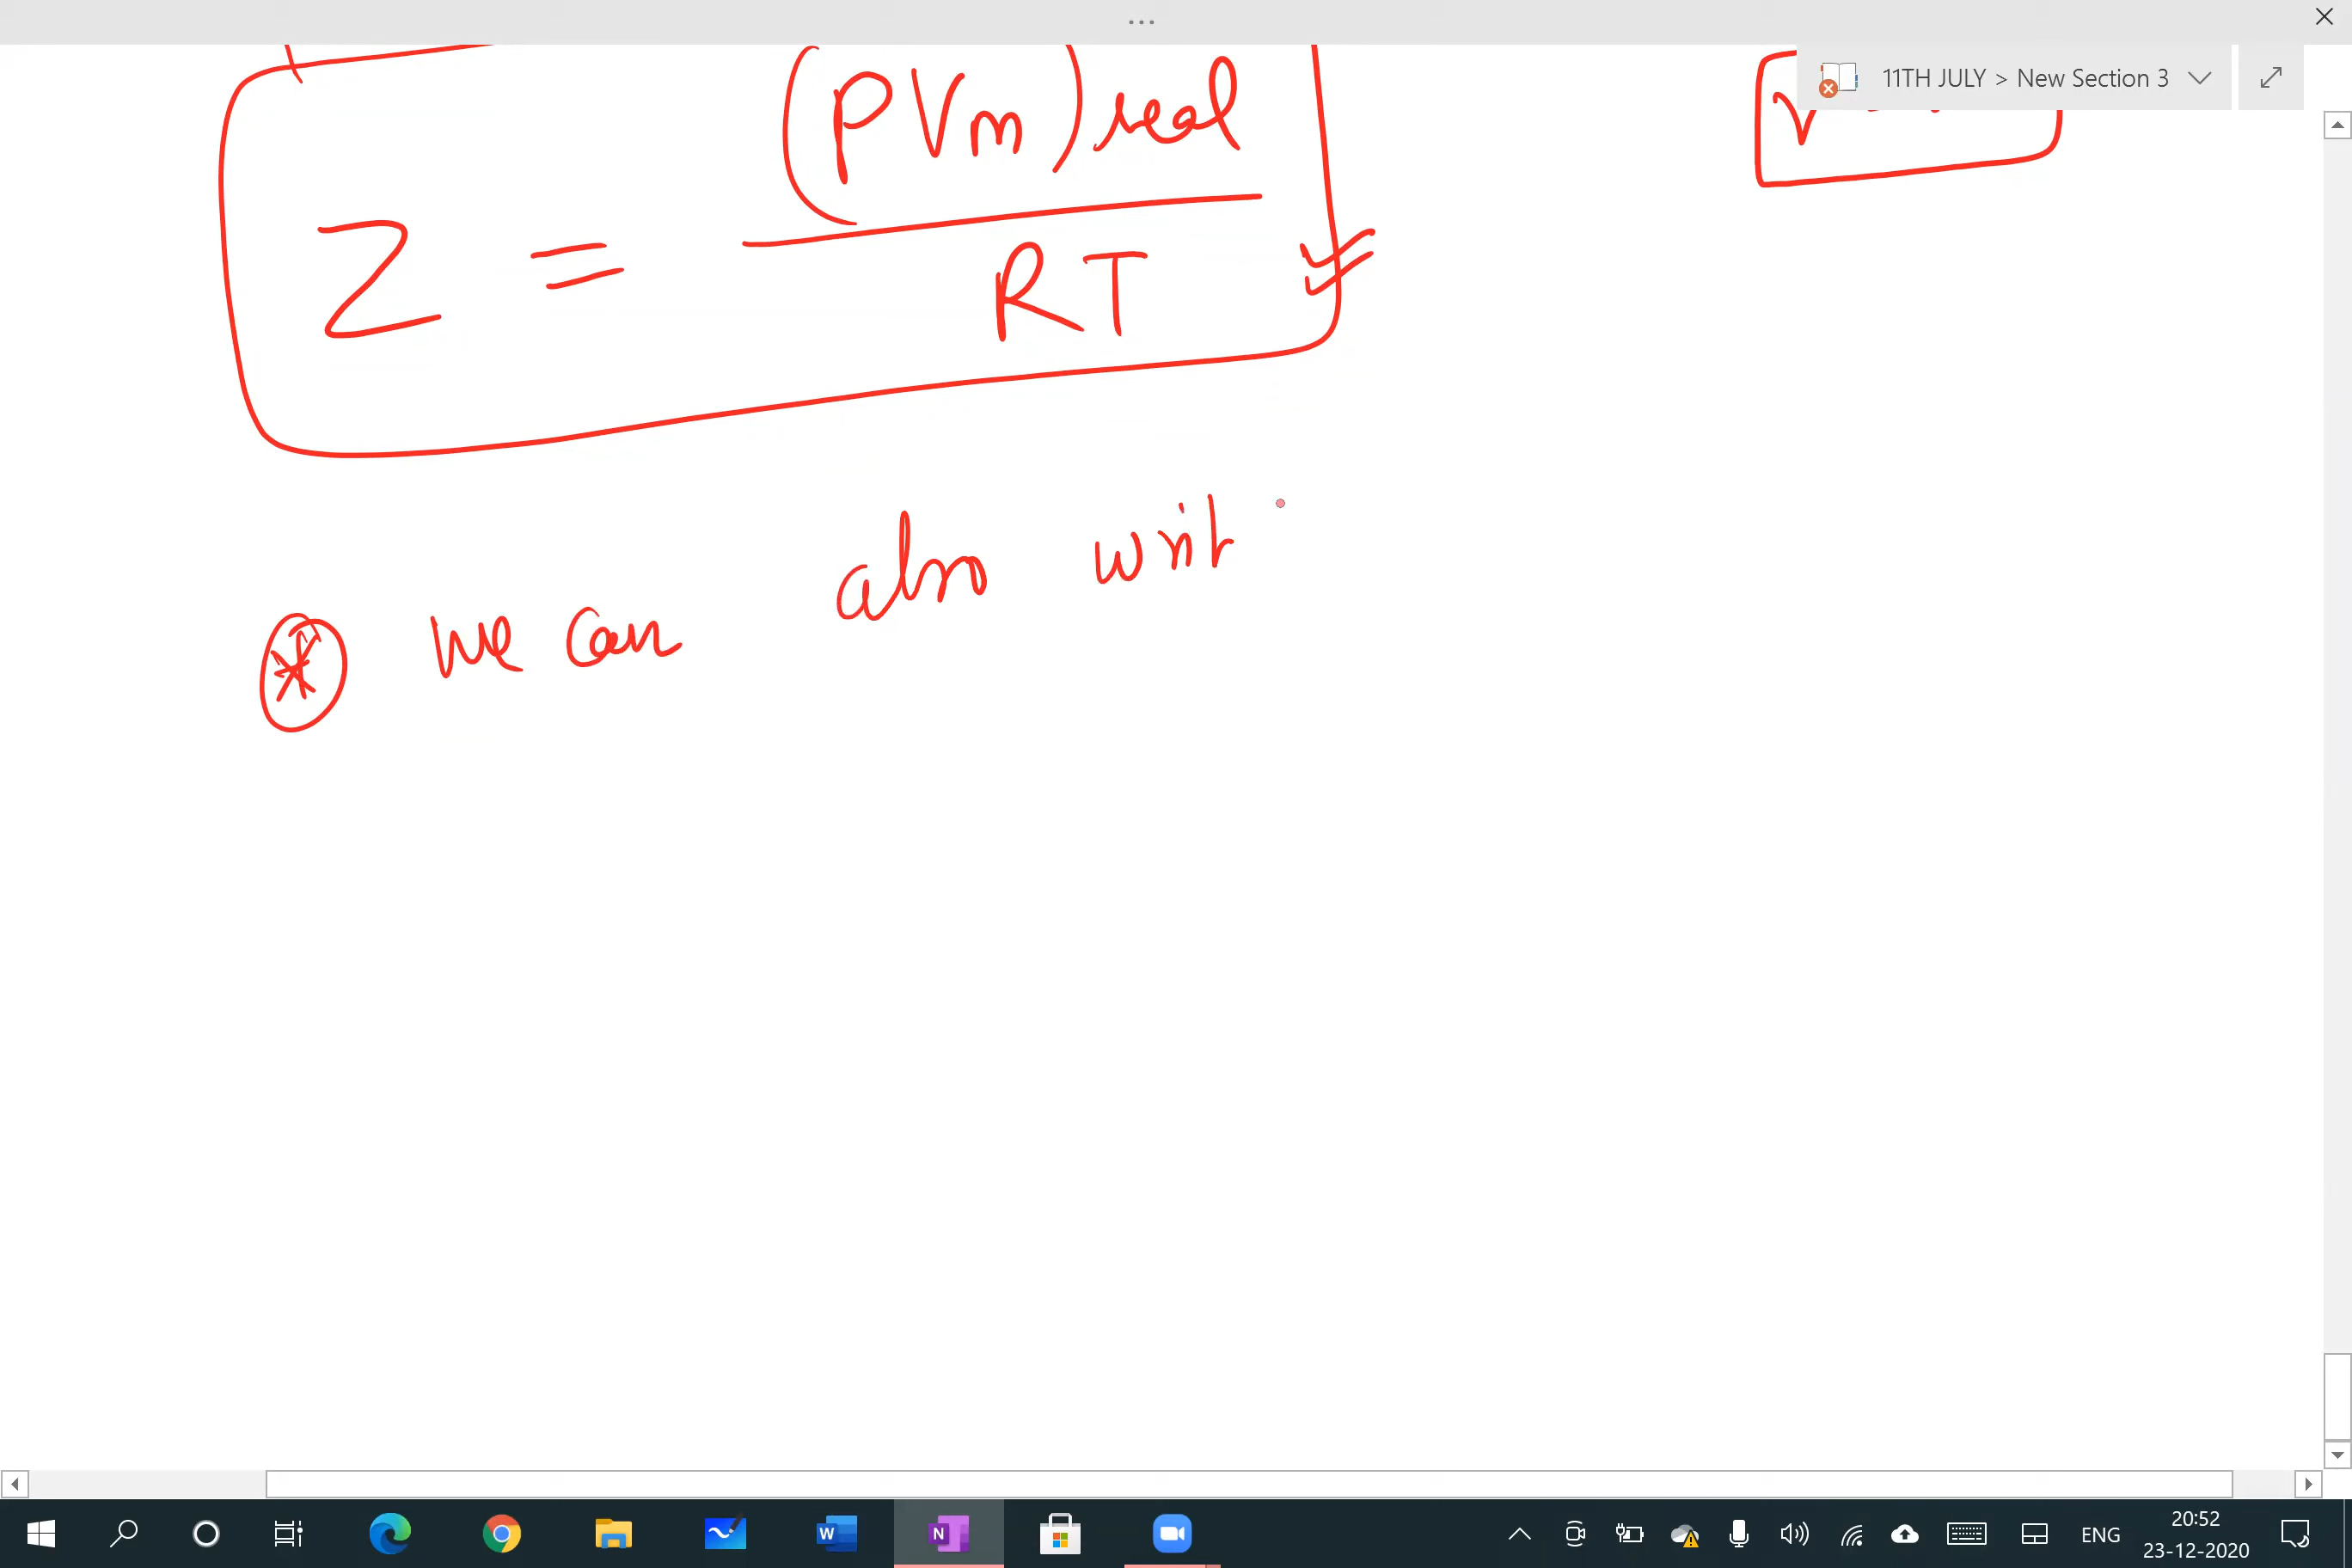 11TH JULY > New Section 3
(PVm)real
Z =
RT
* We can also writ
ENG
20:52
23-12-2020